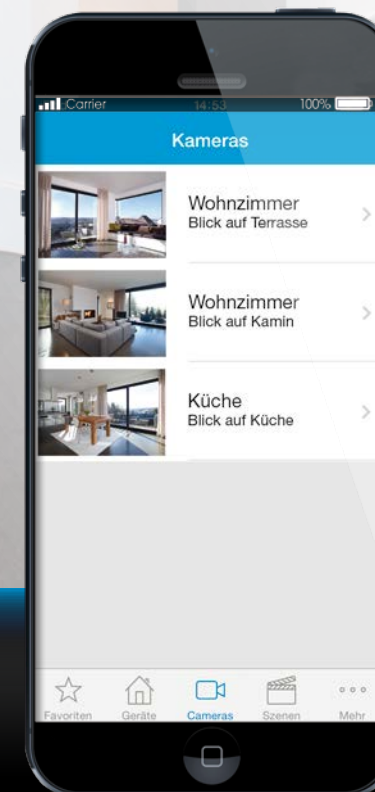 Carrier 14:53 100%
Kameras
Wohnzimmer
Blick auf Terrasse
Wohnzimmer
Blick auf Kamin
Küche
Blick auf Küche
Favoriten Geräte Cameras Szenen Mehr